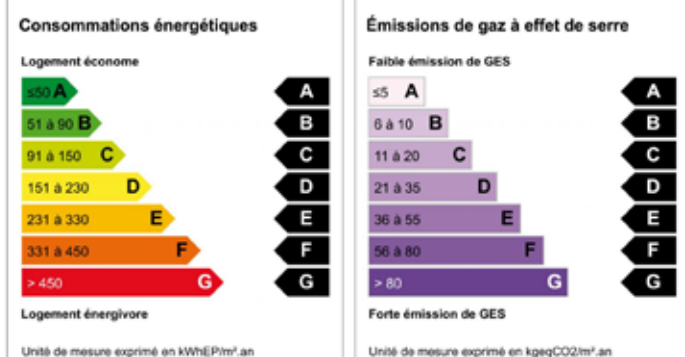 Consommations énergétiques
Logement économe
≤50 A A
51 à 90 B B
91 à 150 C C
151 à 230 D D
231 à 330 E E
331 à 450 F F
> 450 G G
Logement énergivore
Unité de mesure exprimé en kWhEP/m².an
Émissions de gaz à effet de serre
Faible émission de GES
≤5 A A
6 à 10 B B
11 à 20 C C
21 à 35 D D
36 à 55 E E
56 à 80 F F
> 80 G G
Forte émission de GES
Unité de mesure exprimé en kgeqCO2/m².an